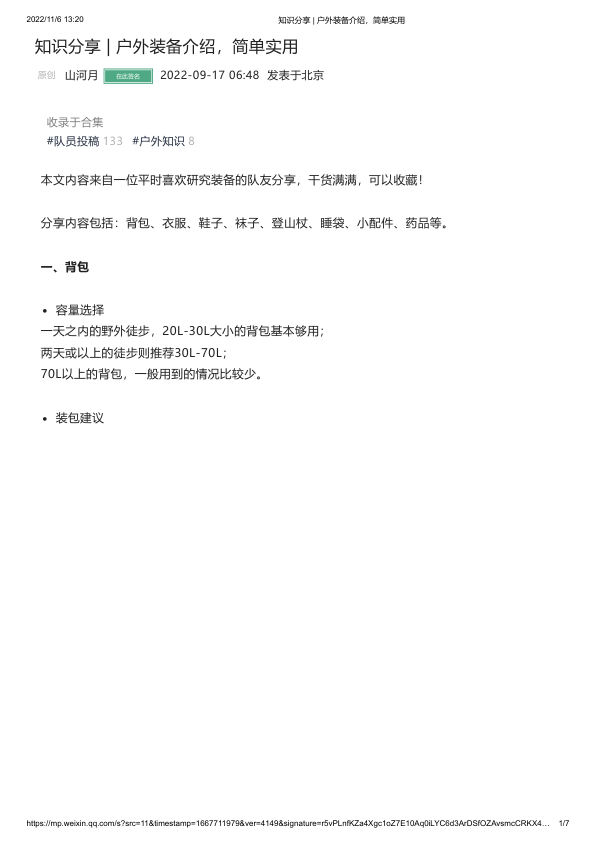 2022/11/6 13:20
知识分享 | 户外装备介绍，简单实用
知识分享 | 户外装备介绍，简单实用
原创 山河月 在此签名 2022-09-17 06:48 发表于北京
收录于合集
#队员投稿 133 #户外知识 8
本文内容来自一位平时喜欢研究装备的队友分享，干货满满，可以收藏！
分享内容包括：背包、衣服、鞋子、袜子、登山杖、睡袋、小配件、药品等。
一、背包
• 容量选择
一天之内的野外徒步，20L-30L大小的背包基本够用；
两天或以上的徒步则推荐30L-70L；
70L以上的背包，一般用到的情况比较少。
• 装包建议
https://mp.weixin.qq.com/s?src=11&timestamp=1667711979&ver=4149&signature=r5vPLnfKZa4Xgc1oZ7E10Aq0iLYC6d3ArDSfOZAvsmcCRKX4… 1/7